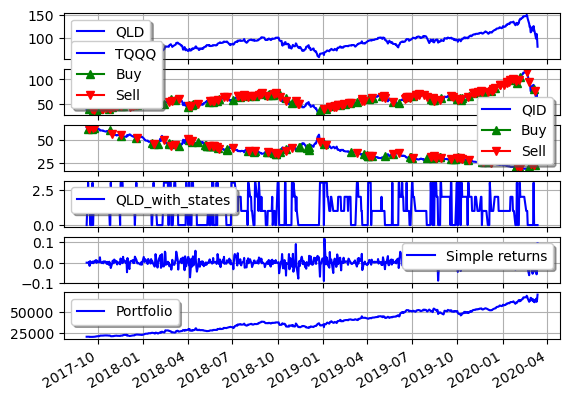 150
QLD
100
TQQQ
100
Buy
50
Sell
QID
50
Buy
25
Sell
2.5
QLD_with_states
0.0
0.1
Simple returns
0.0
−0.1
50000
Portfolio
25000
2017-10 2018-01 2018-04 2018-07 2018-10 2019-01 2019-04 2019-07 2019-10 2020-01 2020-04